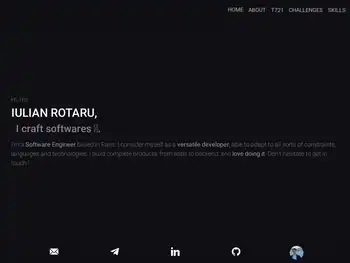 HOME ABOUT T721 CHALLENGES SKILLS
IULIAN ROTARU,
I craft softwares
I'm a Software Engineer based in Paris. I consider myself as a versatile developer, able to adapt to all sorts of constraints,
languages and technologies. I build complete products, from to backend, and love doing it. Don't hesitate to get in
touch !